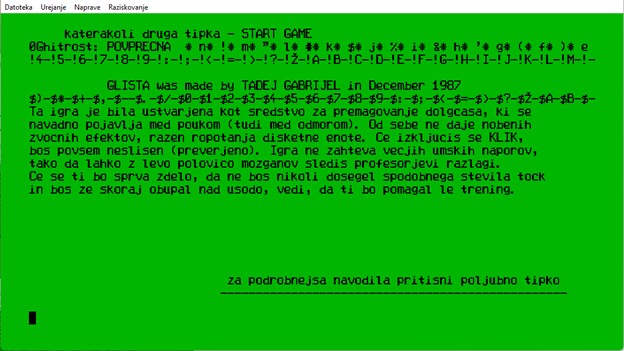 Datoteka Urejanje Naprave Raziskovanje
katerakoli druga tipka - START GAME
0Ghitrost: POVPRECNA * n* !* m* "* l* #* k* $* j* %* i* &* h* '* g* (* f* )* e
!4-!5-!6-!7-!8-!9-!:-!;-!<-!=-!>-!?-!Ž-!A-!B-!C-!D-!E-!F-!G-!H-!I-!J-!K-!L-!M-!-
GLISTA was made by TADEJ GABRIJEL in December 1987
$)-$*-$+-$,-$--$.-$/-$0-$1-$2-$3-$4-$5-$6-$7-$8-$9-$:-$;-$<-$=-$>-$?-$Ž-$A-$B-$-
Ta igra je bila ustvarjena kot sredstvo za premagovanje dolgcasa, ki se
navadno pojavlja med poukom (tudi med odmorom). Od sebe ne daje nobenih
zvocnih efektov, razen ropotanja disketne enote. Ce izkljucis se KLIK,
bos povsem neslisen (preverjeno). Igra ne zahteva vecjih umskih naporov,
tako da lahko z levo polovico mozganov sledis profesorjevi razlagi.
Ce se ti bo sprva zdelo, da ne bos nikoli dosegel spodobnega stevila tock
in bos ze skoraj obupal nad usodo, vedi, da ti bo pomagal le trening.
za podrobnejsa navodila pritisni poljubno tipko